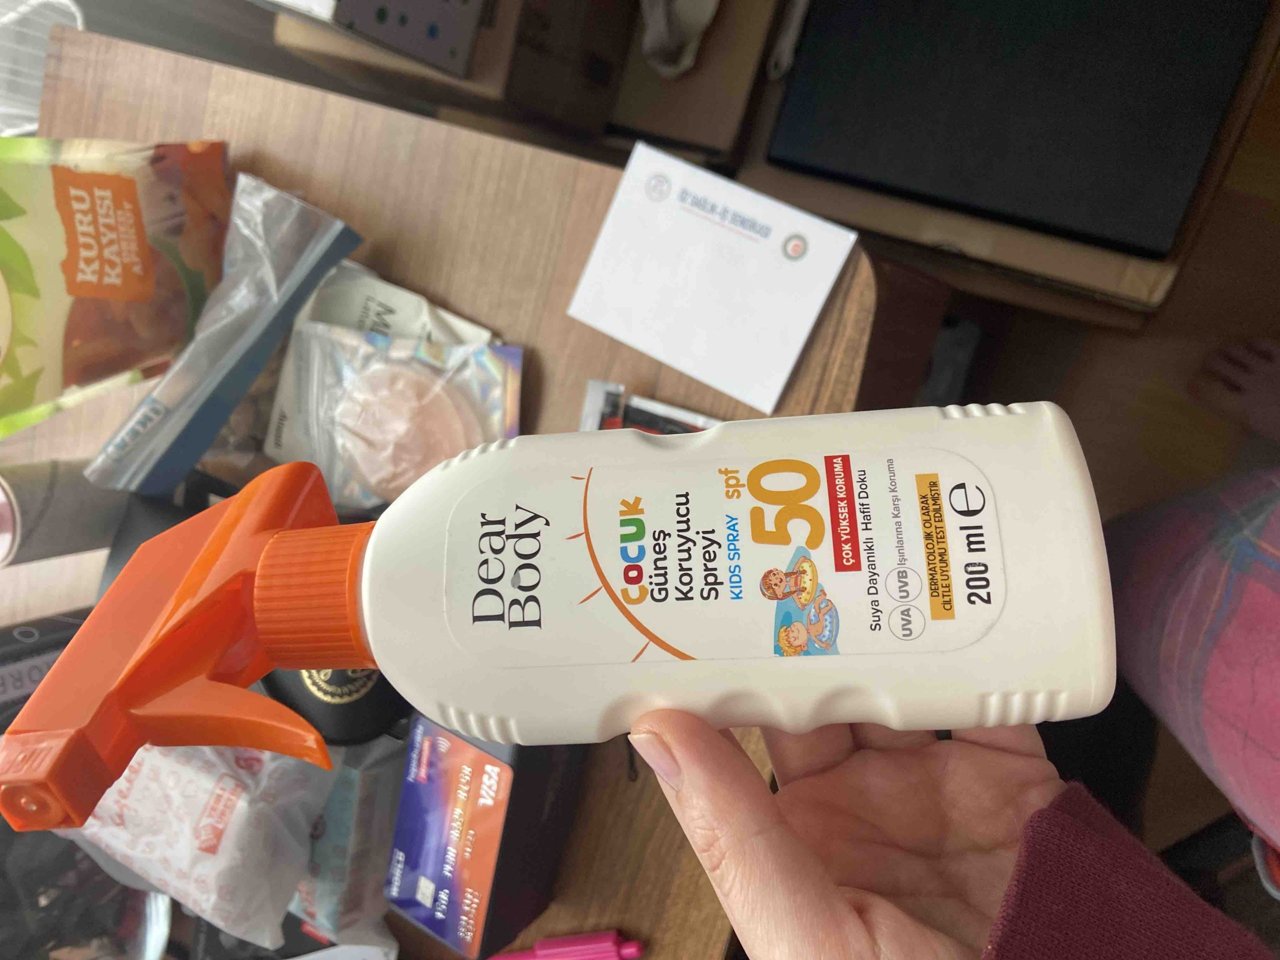 Dear
Body
ÇOCUK
Güneş
Koruyucu
Spreyi
KIDS SPRAY
spf
50
ÇOK YÜKSEK KORUMA
Suya Dayanıklı Hafif Doku
UVA UVB Işınlarına Karşı Koruma
DERMATOLOJİK OLARAK
CİLTLE UYUMU TEST EDİLMİŞTİR
200 ml e
KURU
KAYISI
VISA
WORLD